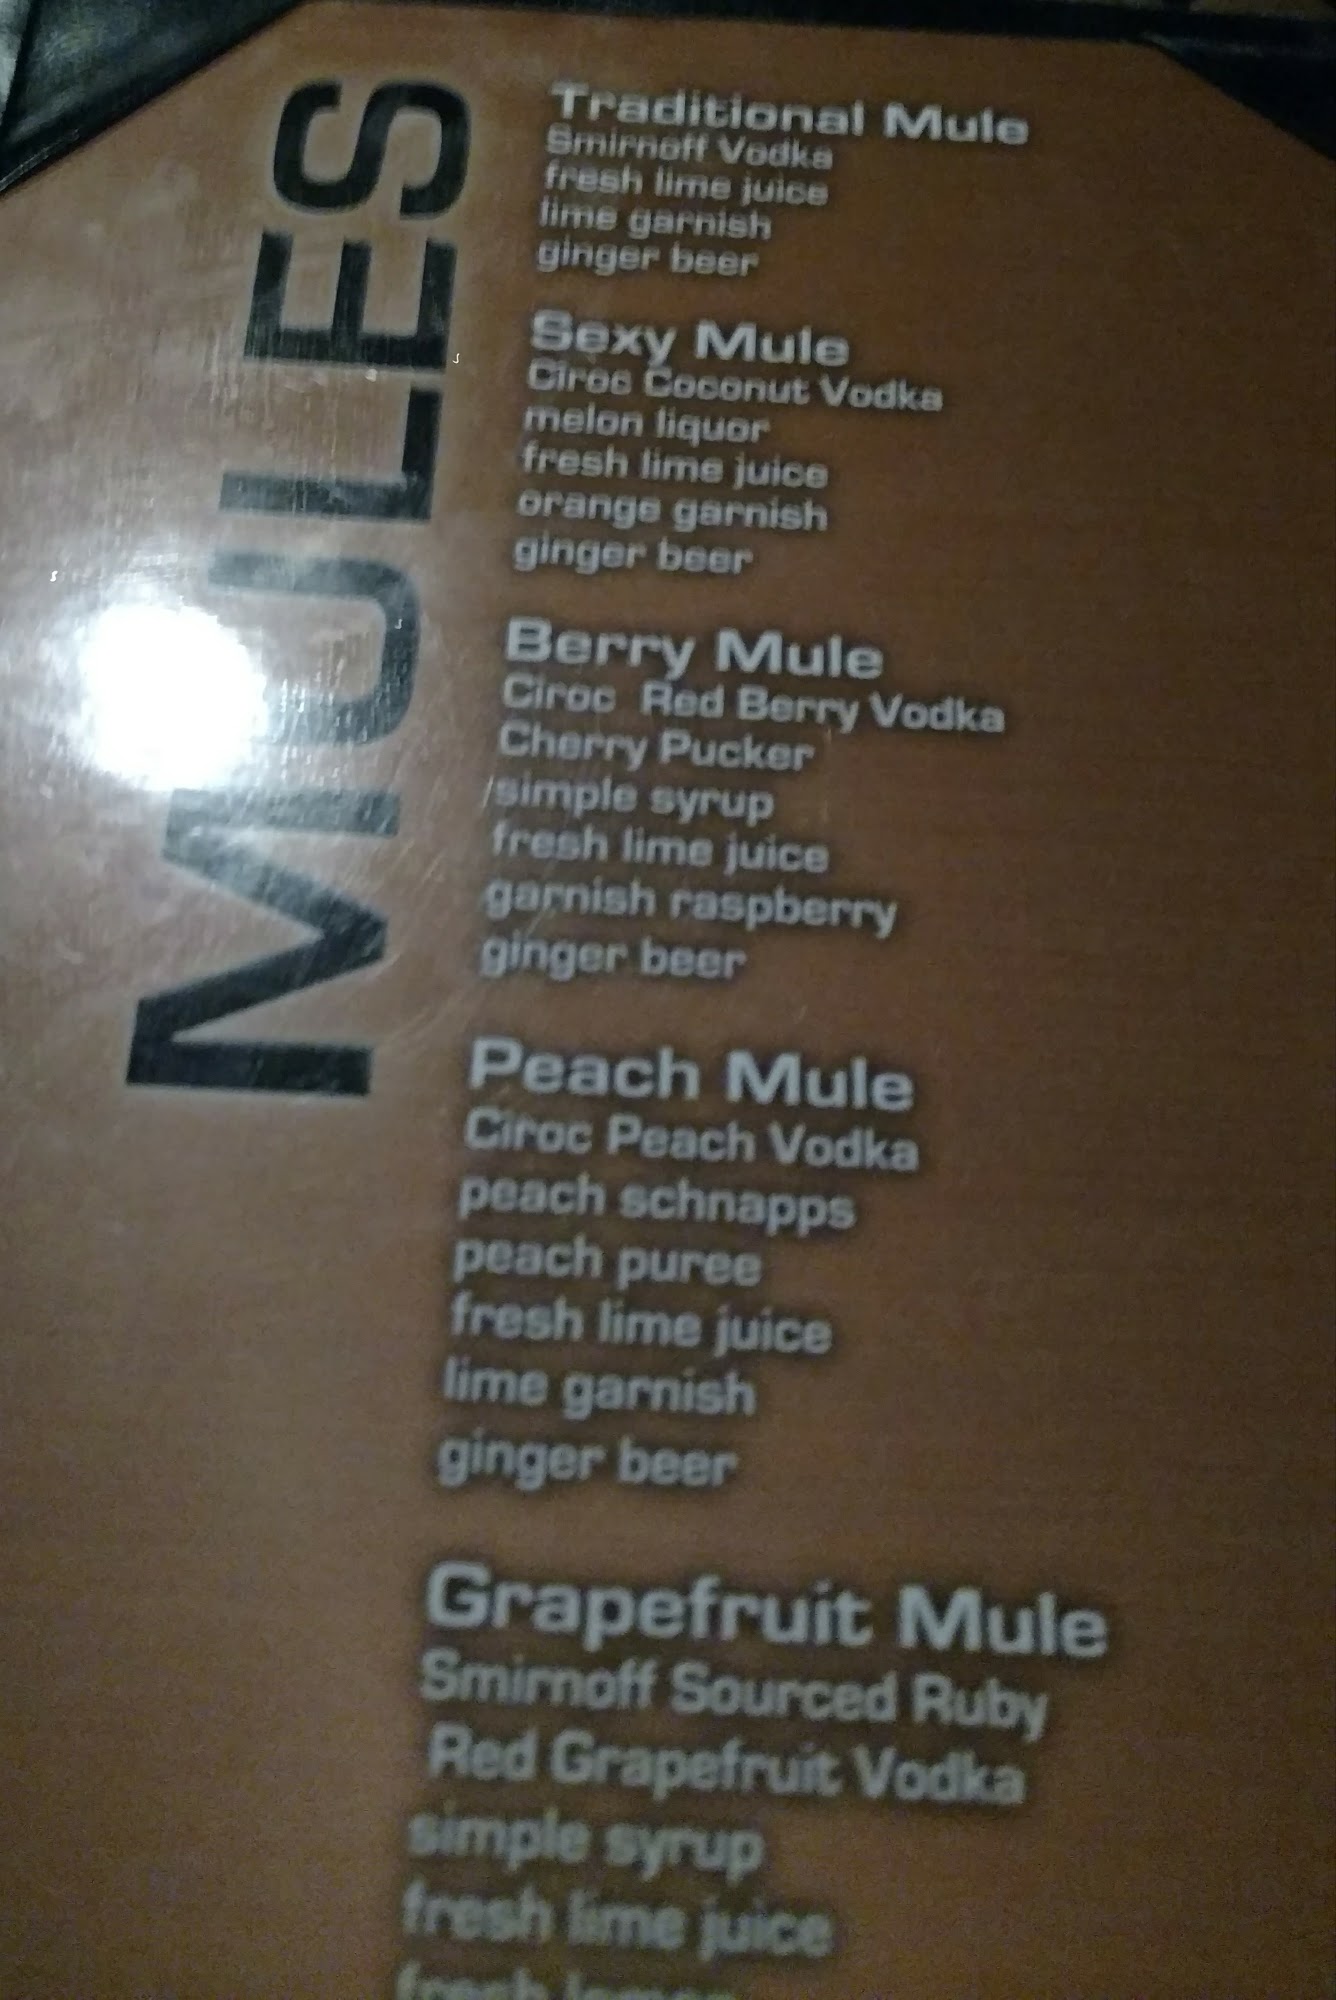 MULES
Traditional Mule
Smirnoff Vodka
fresh lime juice
lime garnish
ginger beer
Sexy Mule
Ciroc Coconut Vodka
melon liquor
fresh lime juice
orange garnish
ginger beer
Berry Mule
Ciroc Red Berry Vodka
Cherry Pucker
simple syrup
fresh lime juice
garnish raspberry
ginger beer
Peach Mule
Ciroc Peach Vodka
peach schnapps
peach puree
fresh lime juice
lime garnish
ginger beer
Grapefruit Mule
Smirnoff Sourced Ruby
Red Grapefruit Vodka
simple syrup
fresh lime juice
fresh